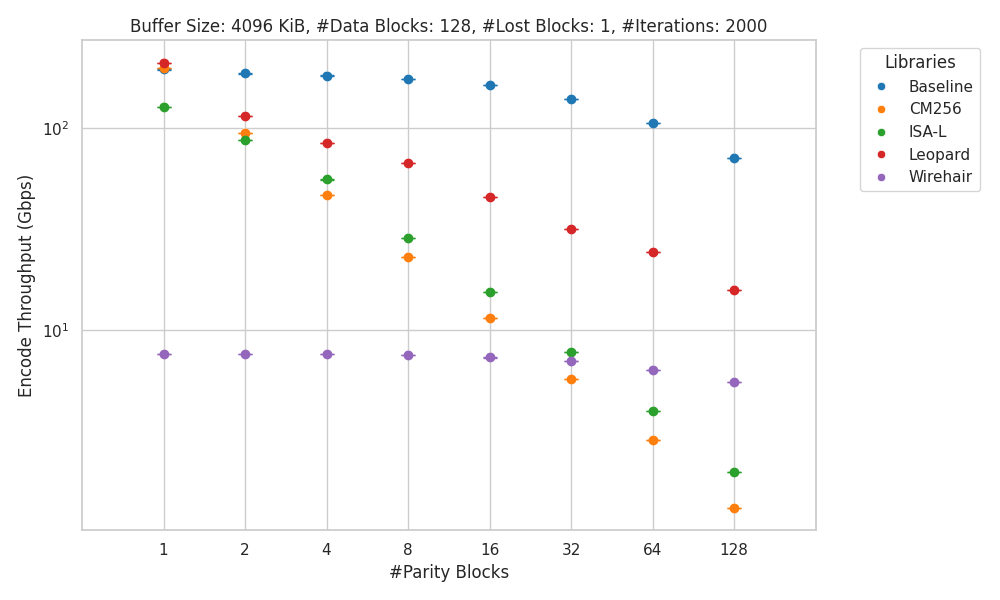 Buffer Size: 4096 KiB, #Data Blocks: 128, #Lost Blocks: 1, #Iterations: 2000
Libraries
Baseline
CM256
ISA-L
Leopard
Wirehair
Encode Throughput (Gbps)
10²
10¹
1 2 4 8 16 32 64 128
#Parity Blocks